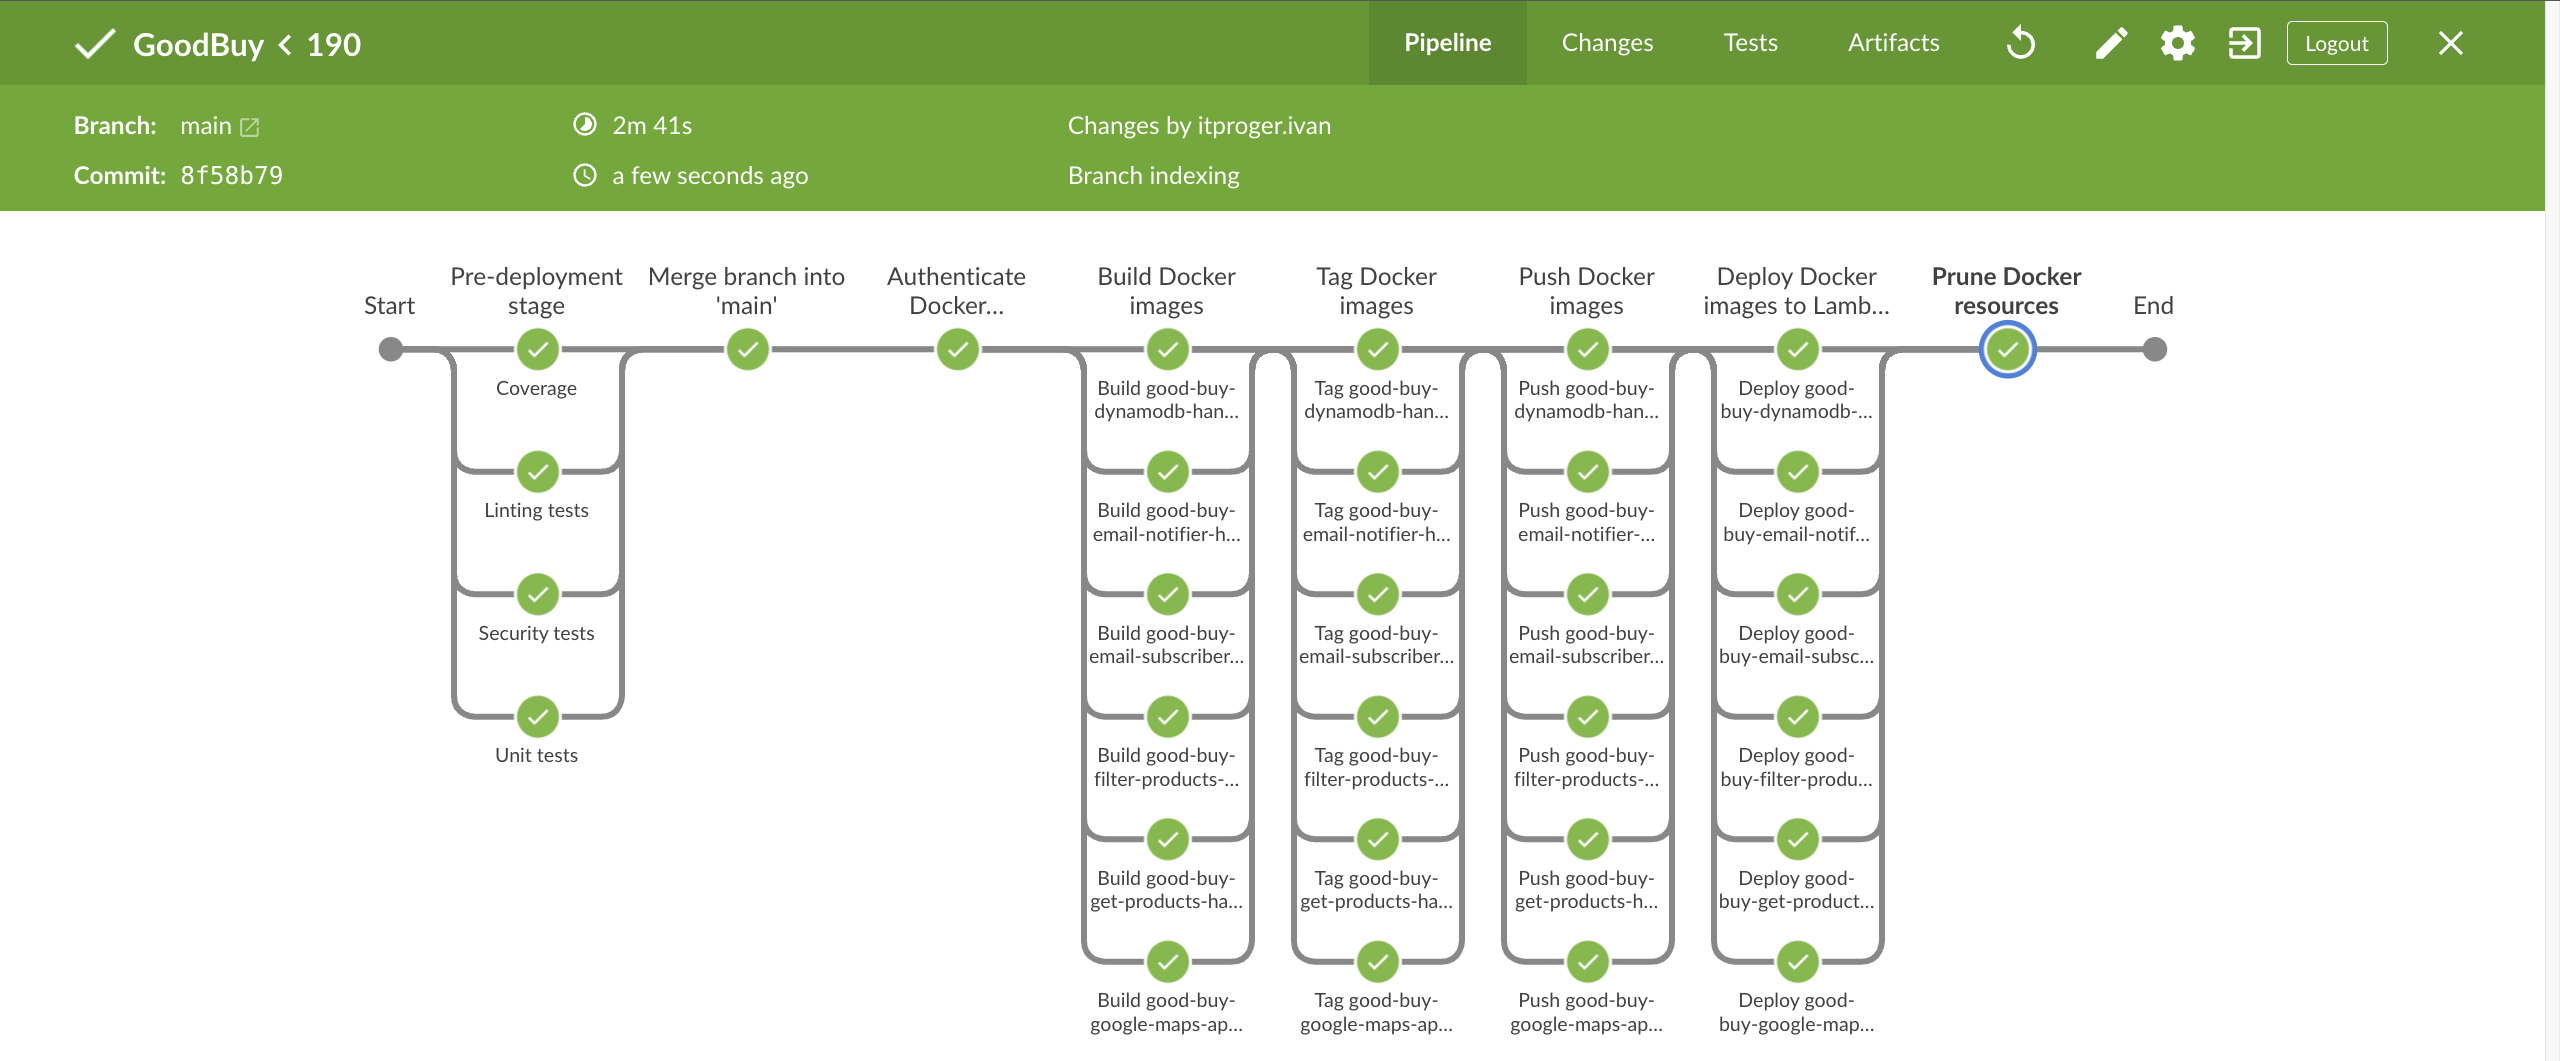 GoodBuy < 190
Pipeline
Changes
Tests
Artifacts
Logout
Branch: main
2m 41s
Changes by itproger.ivan
Commit: 8f58b79
a few seconds ago
Branch indexing
Start
Pre-deployment
stage
Merge branch into
'main'
Authenticate
Docker...
Build Docker
images
Tag Docker
images
Push Docker
images
Deploy Docker
images to Lamb...
Prune Docker
resources
End
Coverage
Linting tests
Security tests
Unit tests
Build good-buy-
dynamodb-han...
Build good-buy-
email-notifier-h...
Build good-buy-
email-subscriber...
Build good-buy-
filter-products-...
Build good-buy-
get-products-ha...
Build good-buy-
google-maps-ap...
Tag good-buy-
dynamodb-han...
Tag good-buy-
email-notifier-h...
Tag good-buy-
email-subscriber...
Tag good-buy-
filter-products-...
Tag good-buy-
get-products-ha...
Tag good-buy-
google-maps-ap...
Push good-buy-
dynamodb-han...
Push good-buy-
email-notifier-...
Push good-buy-
email-subscriber...
Push good-buy-
filter-products-...
Push good-buy-
get-products-h...
Push good-buy-
google-maps-ap...
Deploy good-
buy-dynamodb-...
Deploy good-
buy-email-notif...
Deploy good-
buy-email-subsc...
Deploy good-
buy-filter-produ...
Deploy good-
buy-get-product...
Deploy good-
buy-google-map...